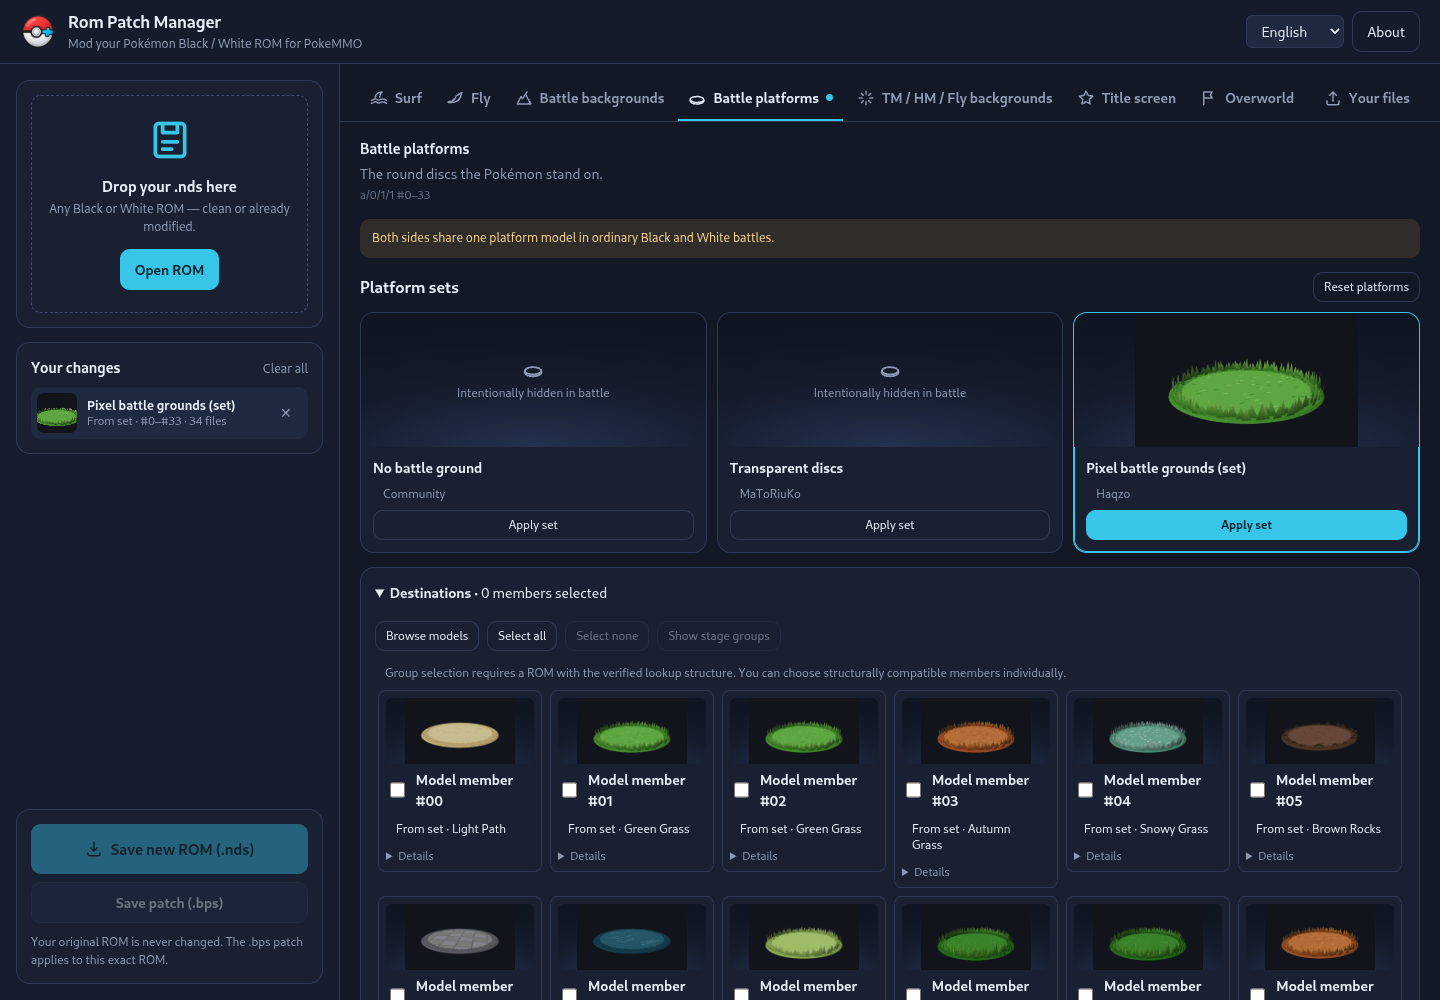 Rom Patch Manager
Mod your Pokémon Black / White ROM for PokeMMO
English
About
Drop your .nds here
Any Black or White ROM — clean or already
modified.
Open ROM
Your changes
Clear all
Pixel battle grounds (set)
From set · #0–#33 · 34 files
Save new ROM (.nds)
Save patch (.bps)
Your original ROM is never changed. The .bps patch
applies to this exact ROM.
Surf
Fly
Battle backgrounds
Battle platforms
TM / HM / Fly backgrounds
Title screen
Overworld
Your files
Battle platforms
The round discs the Pokémon stand on.
a/0/1/1 #0–33
Both sides share one platform model in ordinary Black and White battles.
Platform sets
Reset platforms
Intentionally hidden in battle
No battle ground
Community
Apply set
Intentionally hidden in battle
Transparent discs
MaToRiuKo
Apply set
Pixel battle grounds (set)
Haqzo
Apply set
Destinations · 0 members selected
Browse models
Select all
Select none
Show stage groups
Group selection requires a ROM with the verified lookup structure. You can choose structurally compatible members individually.
Model member
#00
From set · Light Path
Details
Model member
#01
From set · Green Grass
Details
Model member
#02
From set · Green Grass
Details
Model member
#03
From set · Autumn
Grass
Details
Model member
#04
From set · Snowy Grass
Details
Model member
#05
From set · Brown Rocks
Details
Model member
Model member
Model member
Model member
Model member
Model member